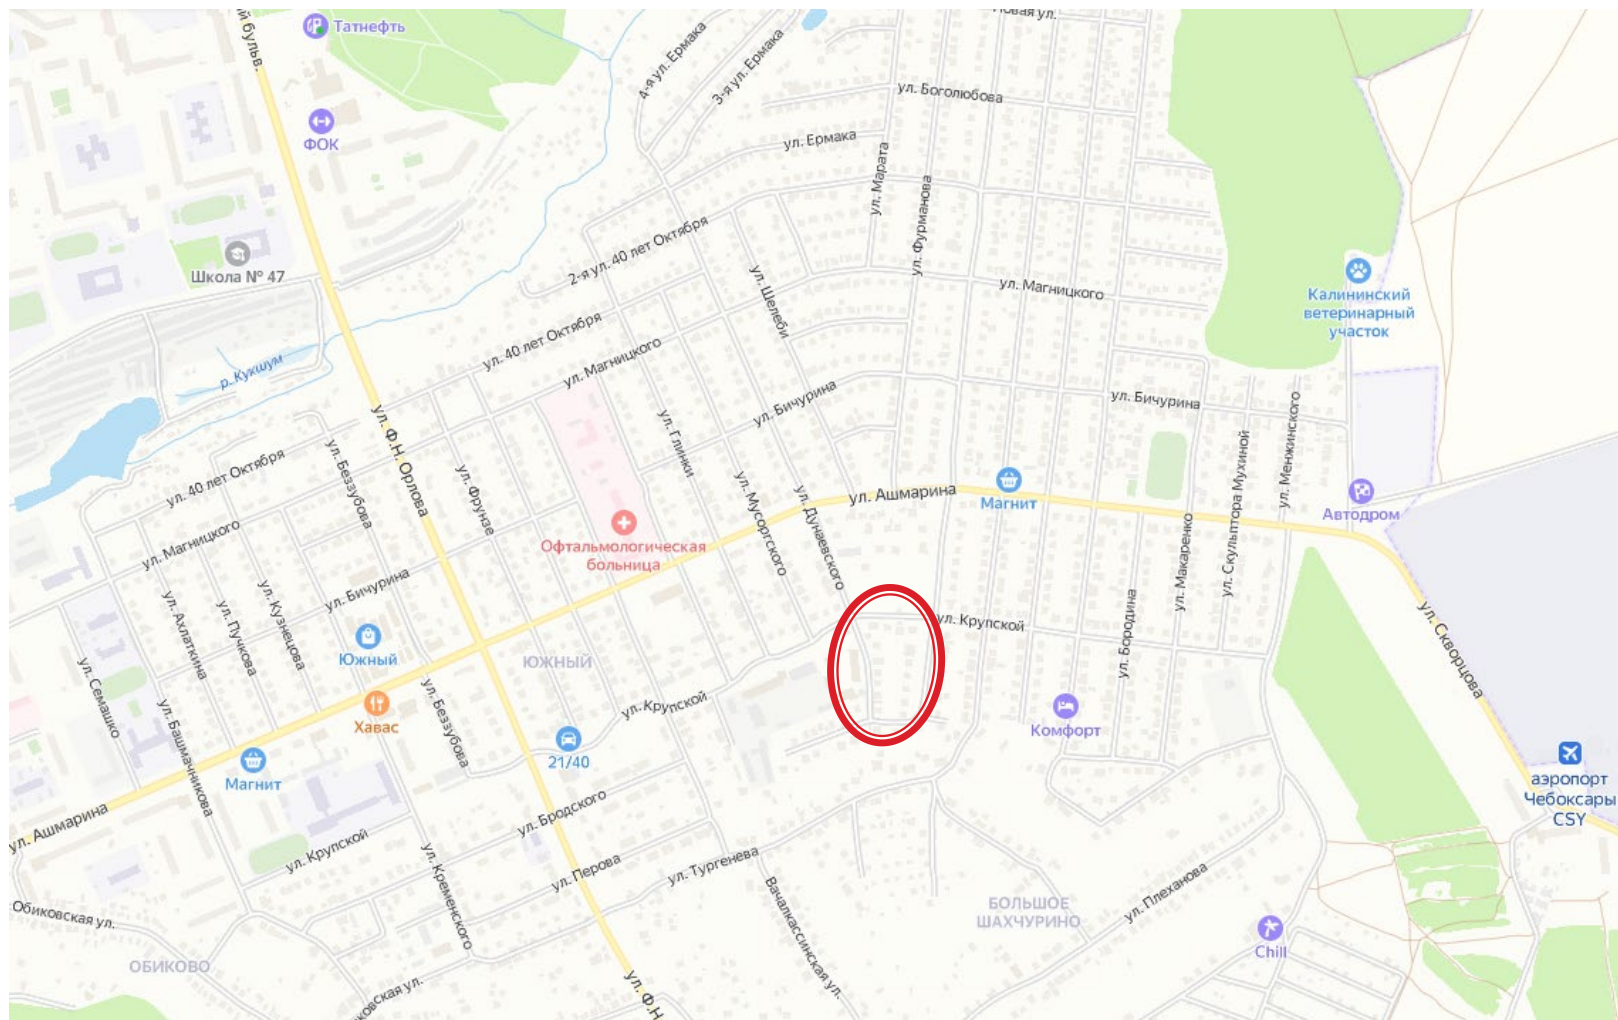 Татнефть
й бульв.
ФОК
Школа № 47
р. Кукшум
4-я ул. Ермака
3-я ул. Ермака
Новая ул.
ул. Боголюбова
ул. Ермака
ул. Марата
ул. Фурманова
2-я ул. 40 лет Октября
ул. Шелеби
ул. Магницкого
Калининский
ветеринарный
участок
ул. 40 лет Октября
ул. Магницкого
ул. Бичурина
ул. Бичурина
ул. Менжинского
ул. Скульптора Мухиной
ул. Макаренко
ул. Ф.Н. Орлова
ул. Беззубова
ул. 40 лет Октября
ул. Фрунзе
ул. Глинки
ул. Мусоргского
ул. Дунаевского
ул. Ашмарина
Магнит
Автодром
ул. Магницкого
Офтальмологическая
больница
ул. Бичурина
ул. Ахлаткина
ул. Пучкова
ул. Кузнецова
Южный
ЮЖНЫЙ
ул. Крупской
ул. Бородина
ул. Скворцова
ул. Семашко
ул. Башмачникова
Хавас
ул. Беззубова
ул. Крупской
21/40
Комфорт
Магнит
аэропорт
Чебоксары
CSY
ул. Ашмарина
ул. Бродского
ул. Крупской
ул. Кременского
ул. Перова
ул. Тургенева
Вачалкассинская ул.
ул. Плеханова
БОЛЬШОЕ
ШАХЧУРИНО
Chill
Обиковская ул.
ОБИКОВО
ковская ул.
ул. Ф.Н